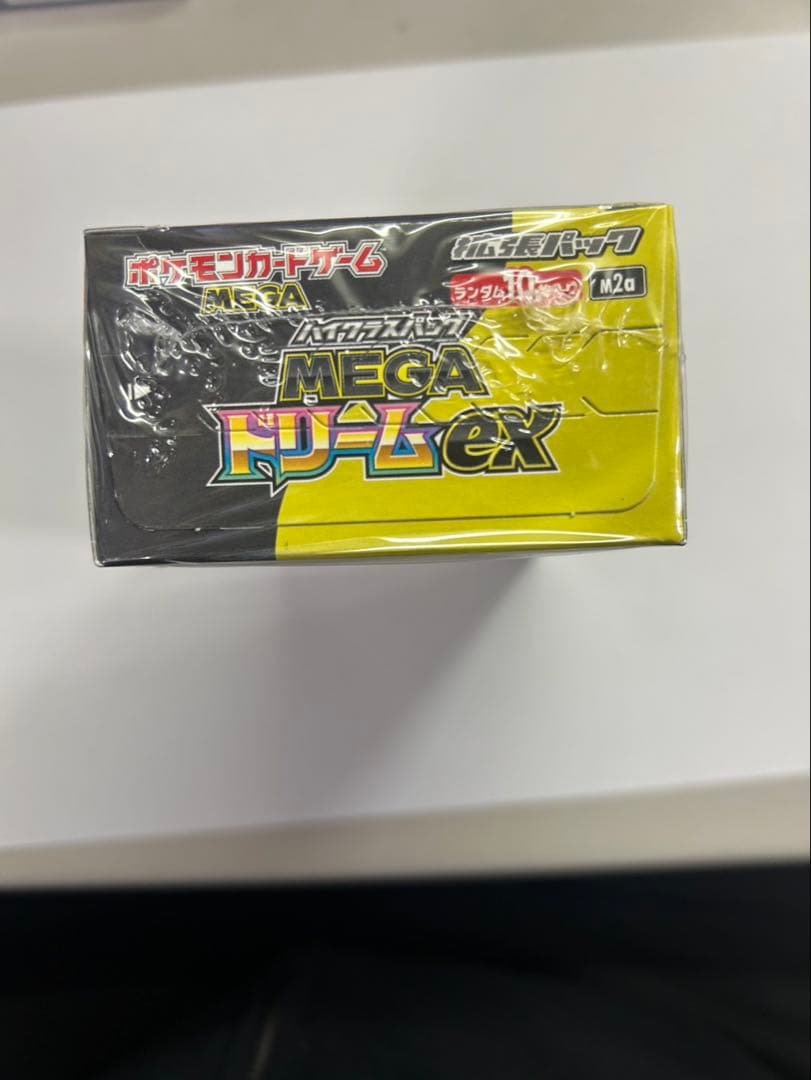 ポケモンカードゲーム
MEGA
拡張パック
ランダム10枚入り
M2a
ハイクラスパック
MEGA
ドリームex